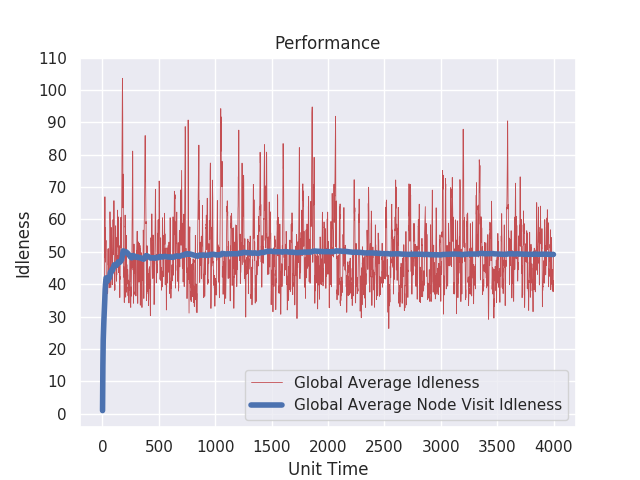 Performance
110
100
90
80
70
60
50
40
30
20
10
0
Idleness
Global Average Idleness
Global Average Node Visit Idleness
0 500 1000 1500 2000 2500 3000 3500 4000
Unit Time